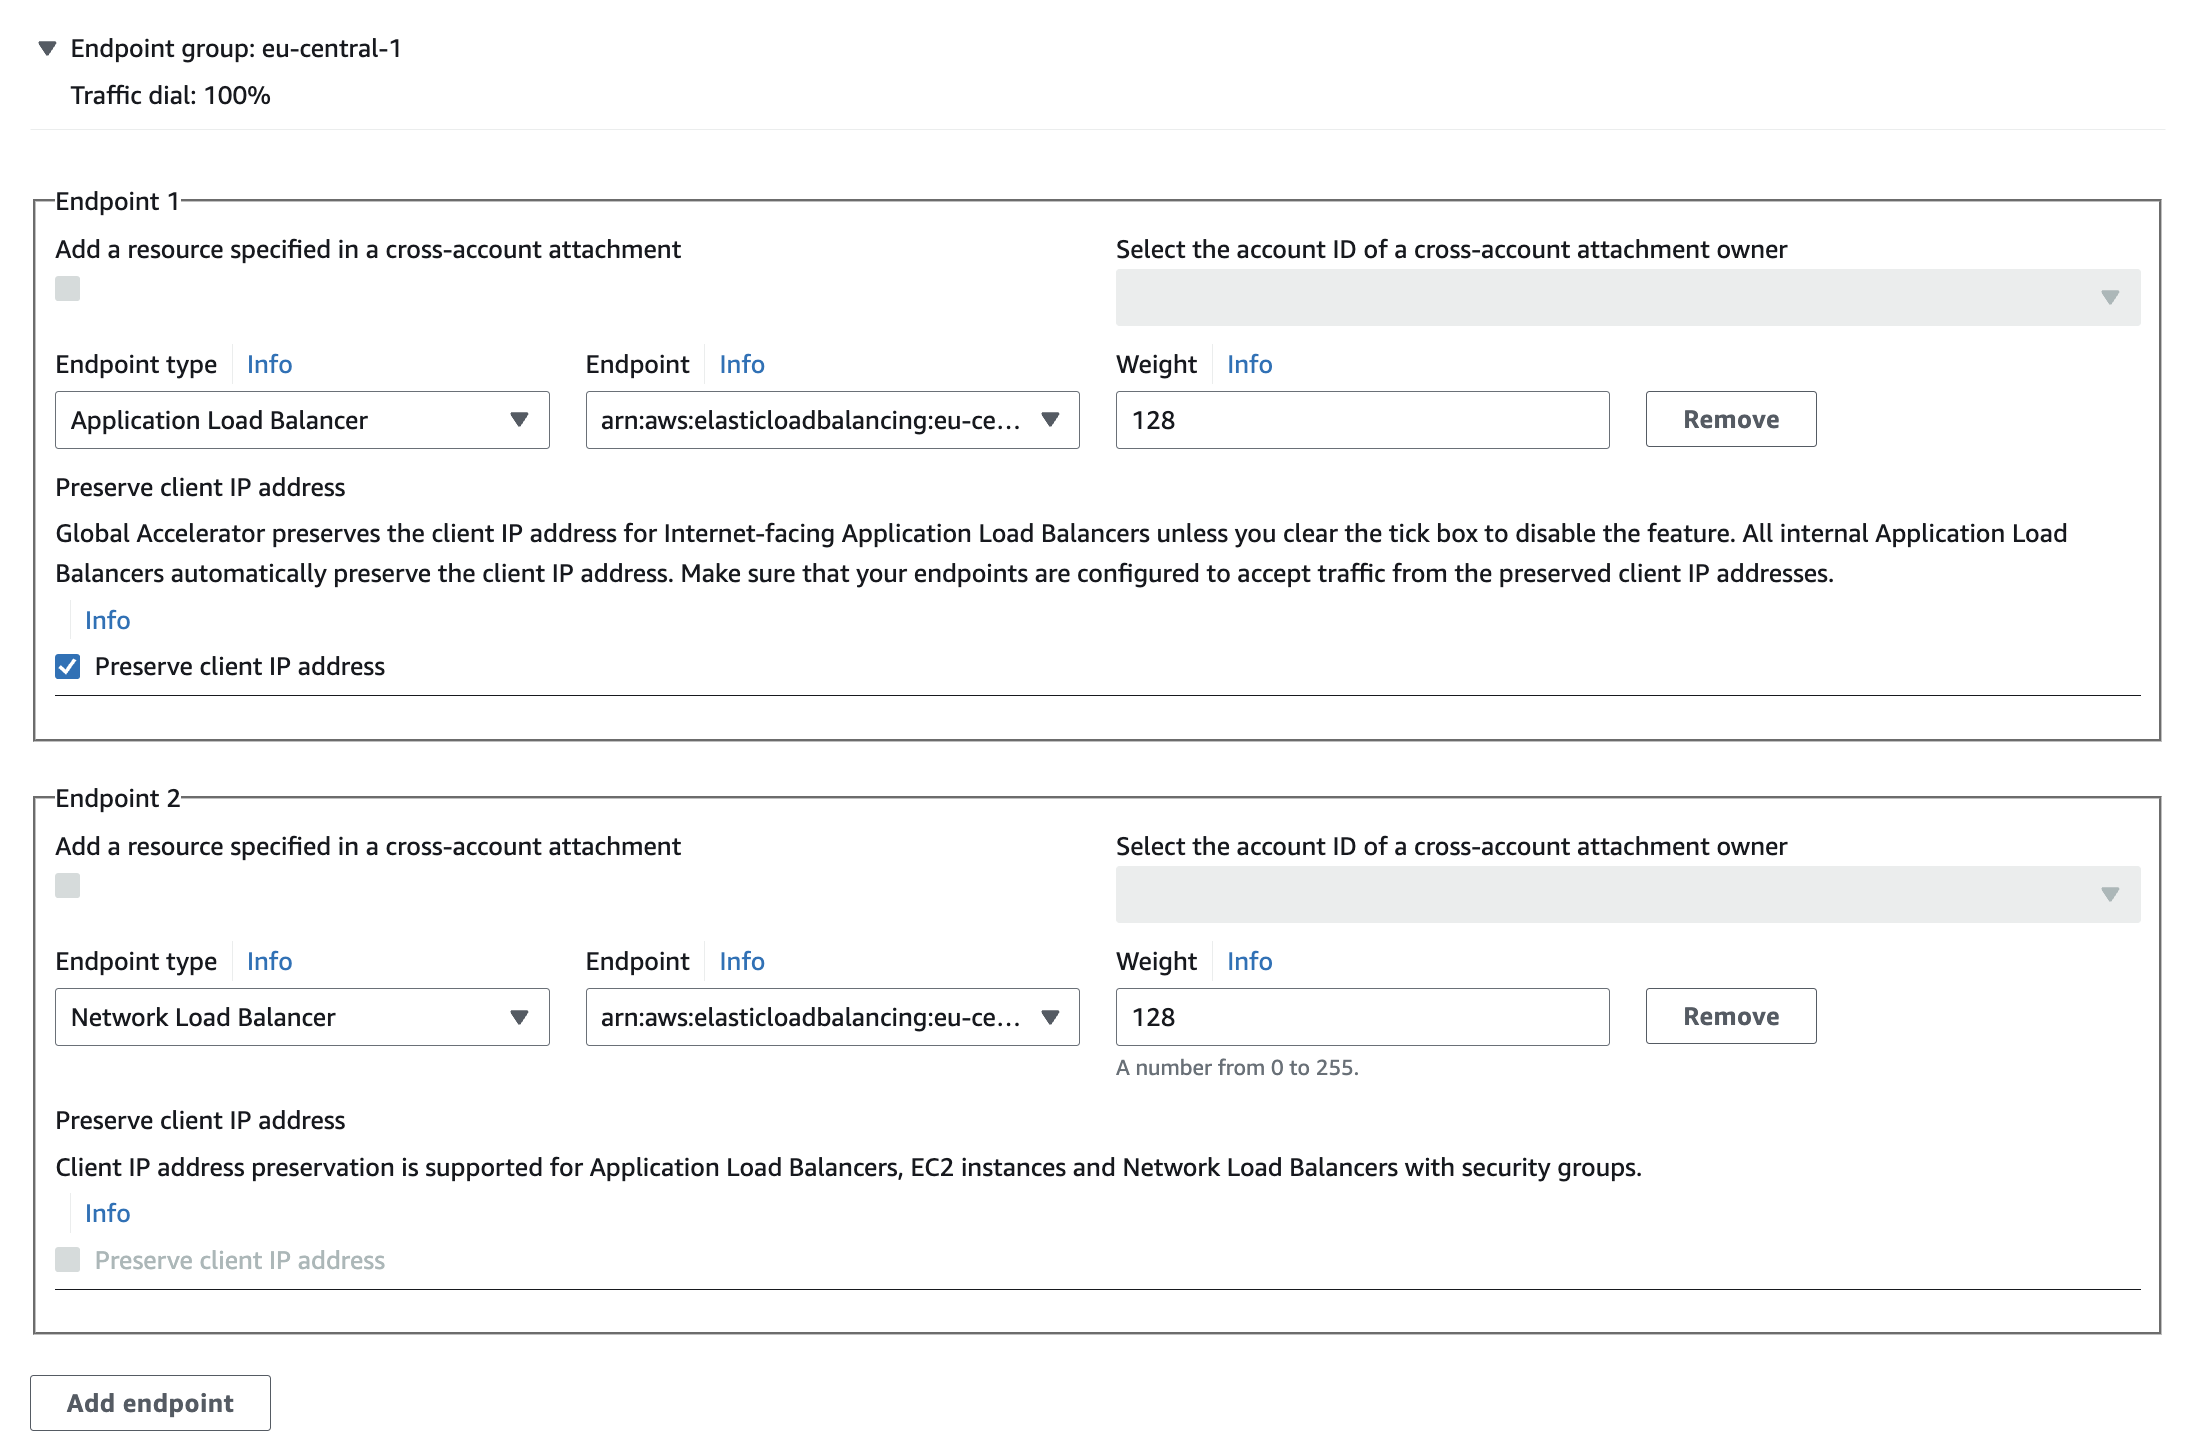 Endpoint group: eu-central-1
Traffic dial: 100%
Endpoint 1
Add a resource specified in a cross-account attachment
Select the account ID of a cross-account attachment owner
Endpoint type Info
Endpoint Info
Weight Info
Application Load Balancer
arn:aws:elasticloadbalancing:eu-ce...
128
Remove
Preserve client IP address
Global Accelerator preserves the client IP address for Internet-facing Application Load Balancers unless you clear the tick box to disable the feature. All internal Application Load
Balancers automatically preserve the client IP address. Make sure that your endpoints are configured to accept traffic from the preserved client IP addresses.
Info
Preserve client IP address
Endpoint 2
Add a resource specified in a cross-account attachment
Select the account ID of a cross-account attachment owner
Endpoint type Info
Endpoint Info
Weight Info
Network Load Balancer
arn:aws:elasticloadbalancing:eu-ce...
128
Remove
A number from 0 to 255.
Preserve client IP address
Client IP address preservation is supported for Application Load Balancers, EC2 instances and Network Load Balancers with security groups.
Info
Preserve client IP address
Add endpoint